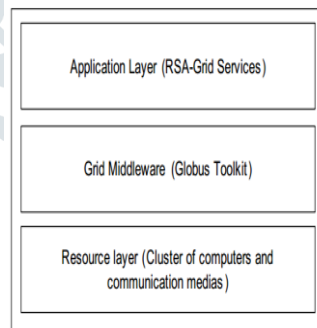 Application Layer (RSA-Grid Services)
Grid Middleware (Globus Toolkit)
Resource layer (Cluster of computers and
communication medias)